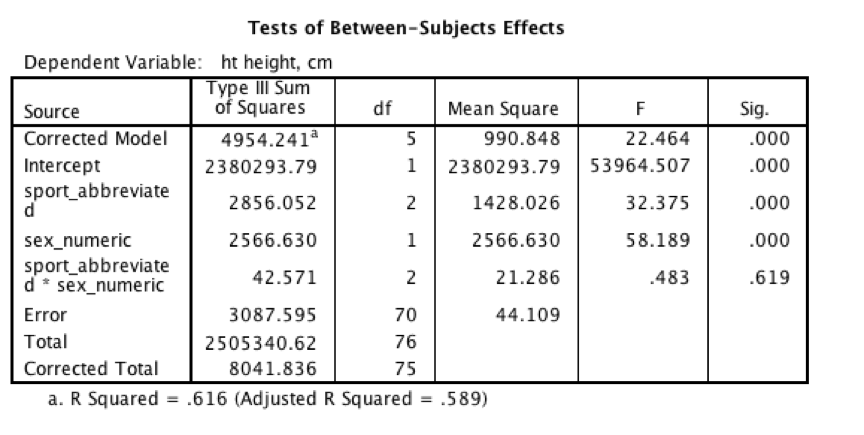 Tests of Between-Subjects Effects
Dependent Variable: ht height, cm
Source Type III Sum of Squares df Mean Square F Sig.
Corrected Model 4954.241a 5 990.848 22.464 .000
Intercept 2380293.79 1 2380293.79 53964.507 .000
sport_abbreviate
d 2856.052 2 1428.026 32.375 .000
sex_numeric 2566.630 1 2566.630 58.189 .000
sport_abbreviate
d * sex_numeric 42.571 2 21.286 .483 .619
Error 3087.595 70 44.109
Total 2505340.62 76
Corrected Total 8041.836 75
a. R Squared = .616 (Adjusted R Squared = .589)